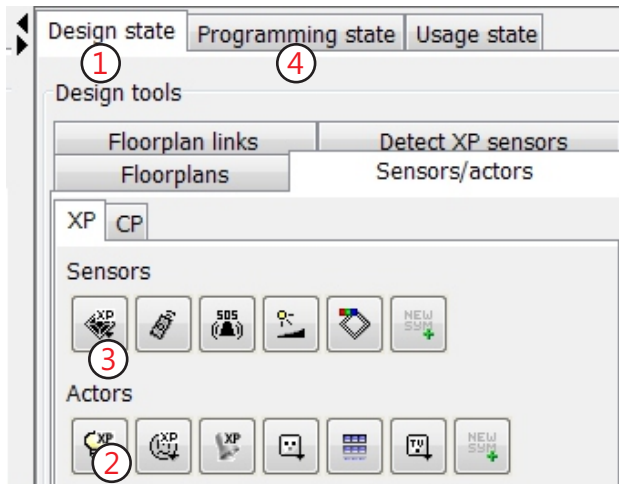 Design state Programming state Usage state
1 4
Design tools
Floorplan links Detect XP sensors
Floorplans Sensors/actors
XP CP
Sensors
XP SOS NEW SYM
3
Actors
XP XP XP TV NEW SYM
2